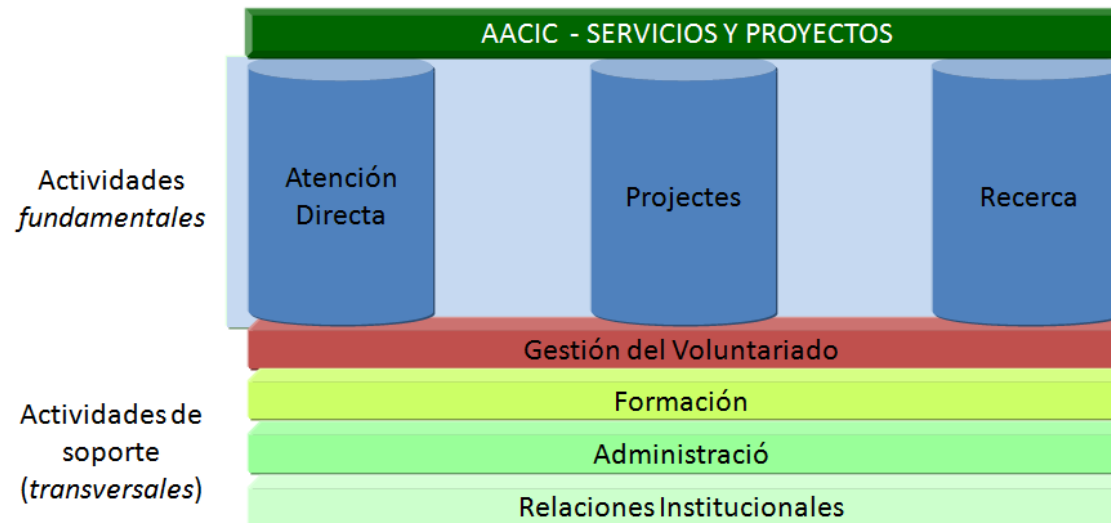 AACIC - SERVICIOS Y PROYECTOS
Actividades
fundamentales
Atención
Directa
Projectes
Recerca
Gestión del Voluntariado
Actividades de
soporte
(transversales)
Formación
Administració
Relaciones Institucionales